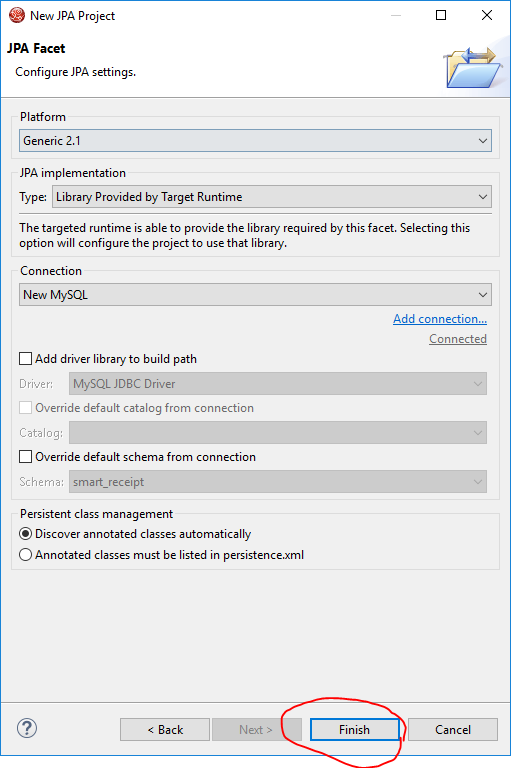 New JPA Project
JPA Facet
Configure JPA settings.
Platform
Generic 2.1
JPA implementation
Type: Library Provided by Target Runtime
The targeted runtime is able to provide the library required by this facet. Selecting this
option will configure the project to use that library.
Connection
New MySQL
Add connection...
Connected
Add driver library to build path
Driver: MySQL JDBC Driver
Override default catalog from connection
Catalog:
Override default schema from connection
Schema: smart_receipt
Persistent class management
Discover annotated classes automatically
Annotated classes must be listed in persistence.xml
? < Back Next > Finish Cancel